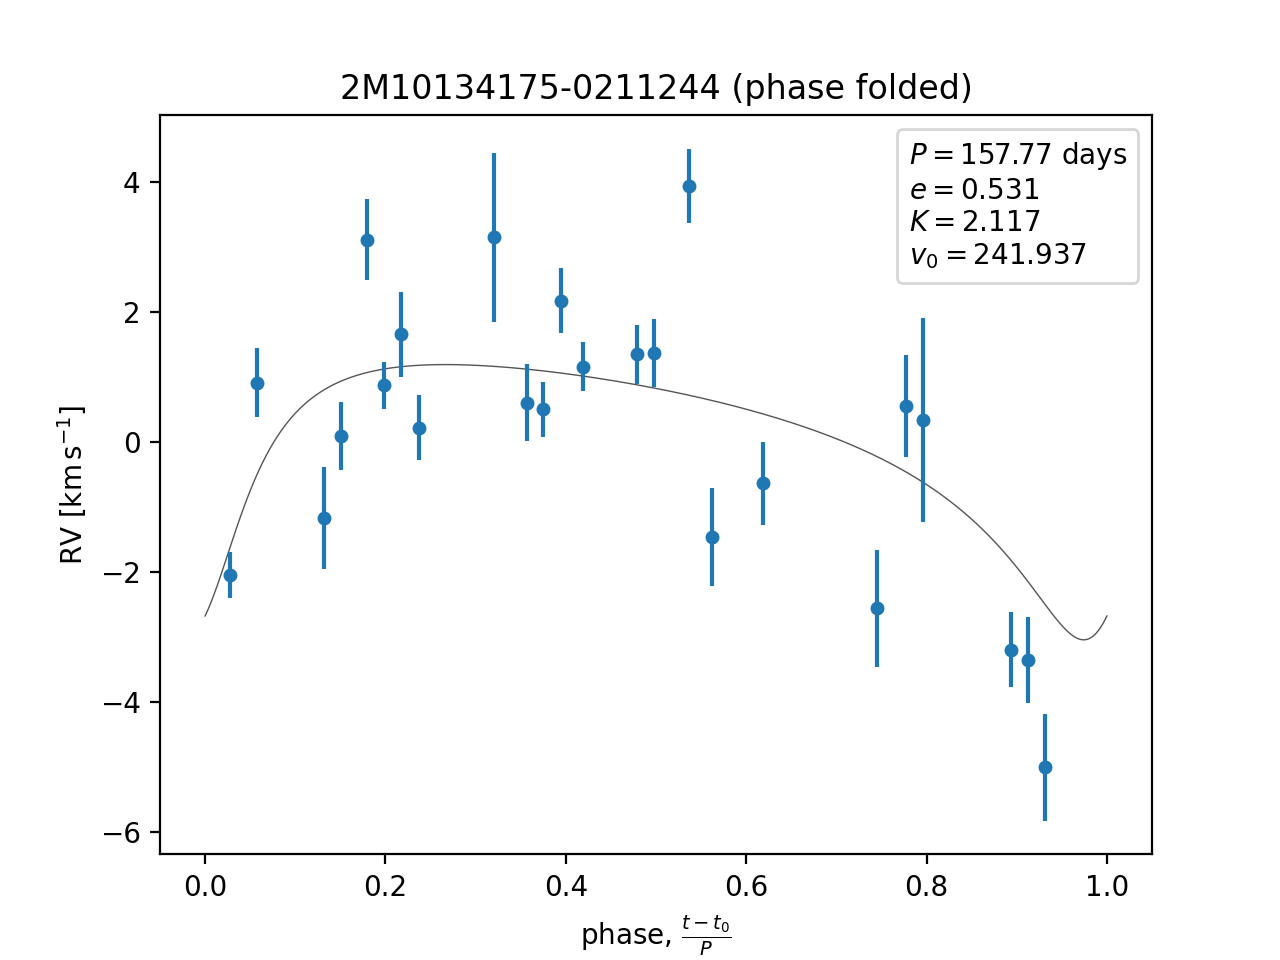 2M10134175-0211244 (phase folded)
P = 157.77 days
e = 0.531
K = 2.117
v₀ = 241.937
RV [km s⁻¹]
4
2
0
−2
−4
−6
0.0 0.2 0.4 0.6 0.8 1.0
phase, (t − t₀)/P